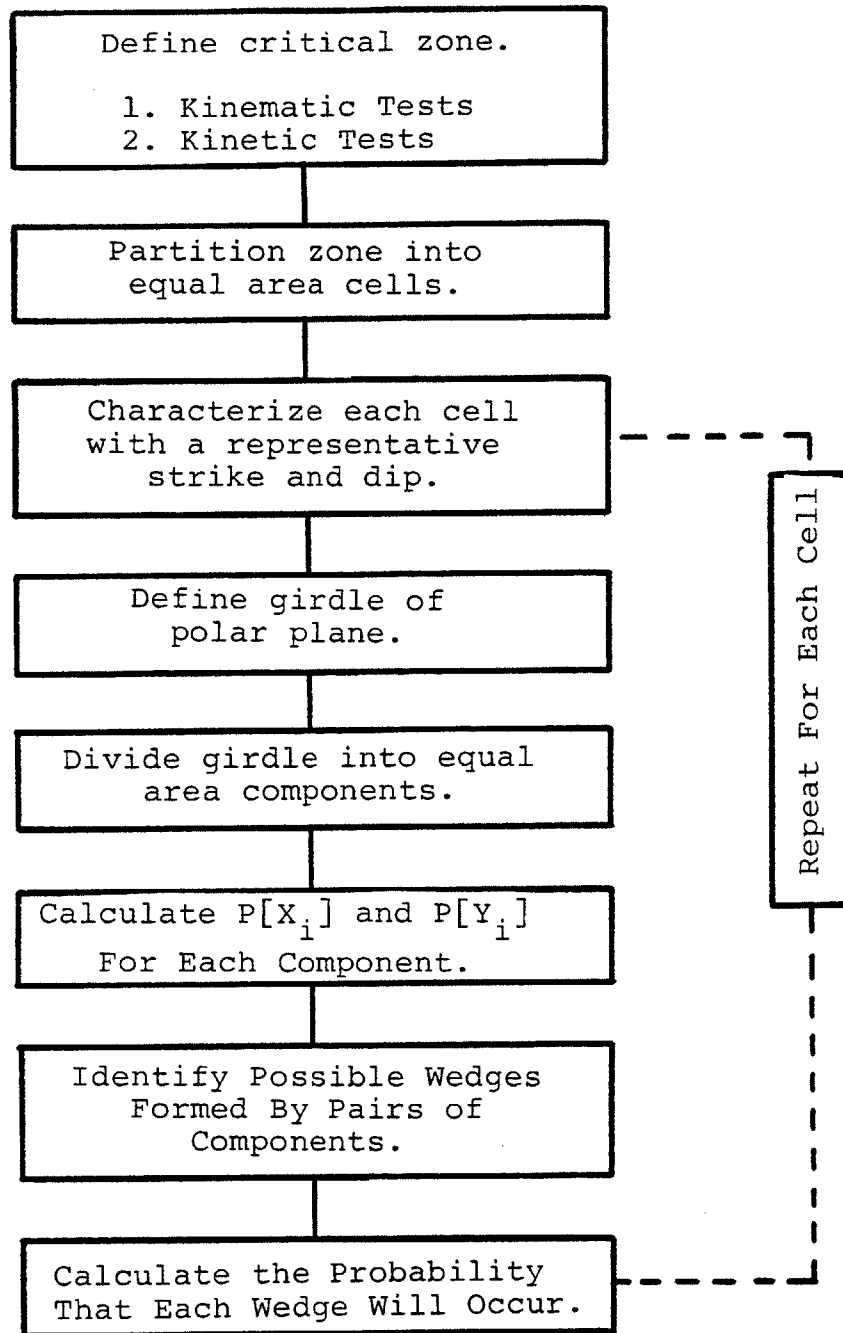 Define critical zone.
1. Kinematic Tests
2. Kinetic Tests
Partition zone into
equal area cells.
Characterize each cell
with a representative
strike and dip.
Define girdle of
polar plane.
Divide girdle into equal
area components.
Calculate P[X_i] and P[Y_i]
For Each Component.
Identify Possible Wedges
Formed By Pairs of
Components.
Calculate the Probability
That Each Wedge Will Occur.
Repeat For Each Cell